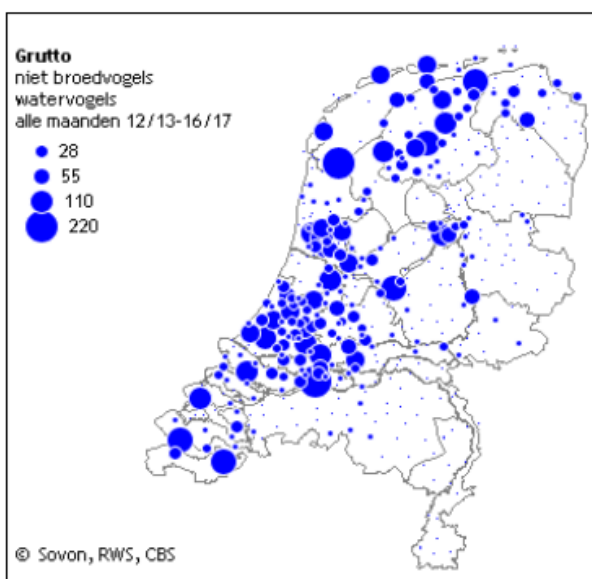 Grutto
niet broedvogels
watervogels
alle maanden 12/13-16/17
28
55
110
220
© Sovon, RWS, CBS